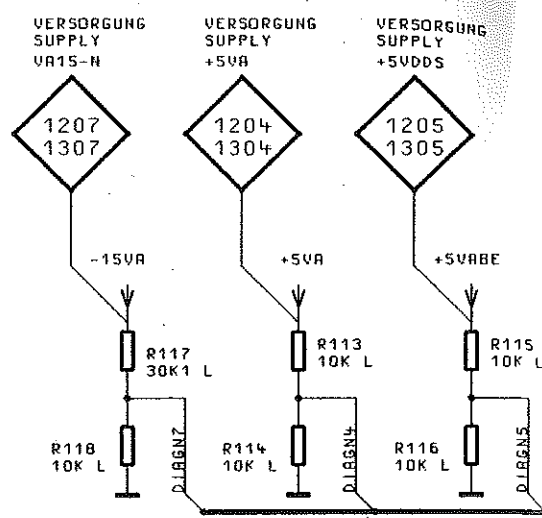 VERSORGUNG
SUPPLY
VA15-N
VERSORGUNG
SUPPLY
+5VA
VERSORGUNG
SUPPLY
+5VDDS
1207
1307
1204
1304
1205
1305
-15VA
+5VA
+5VABE
R117
30K1 L
R113
10K L
R115
10K L
R118
10K L
DIAGN7
R114
10K L
DIAGN4
R116
10K L
DIAGN5